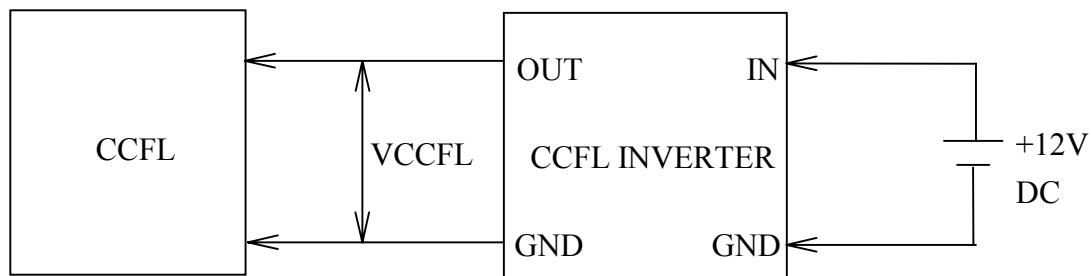 OUT
IN
CCFL
VCCFL
CCFL INVERTER
+12V
DC
GND
GND